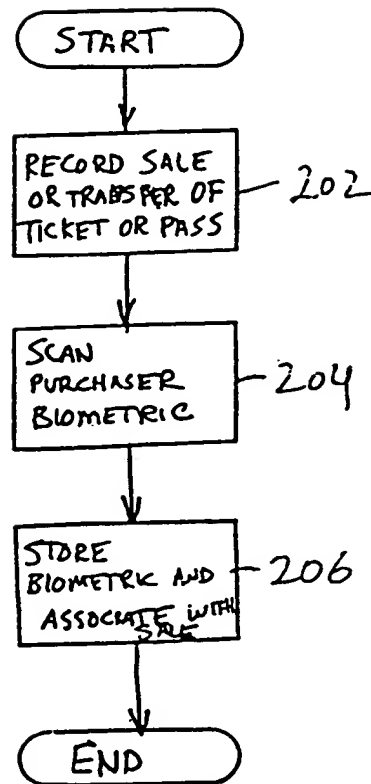 START
RECORD SALE
OR TRANSFER OF
TICKET OR PASS
202
SCAN
PURCHASER
BIOMETRIC
204
STORE
BIOMETRIC AND
ASSOCIATE WITH
SALE
206
END